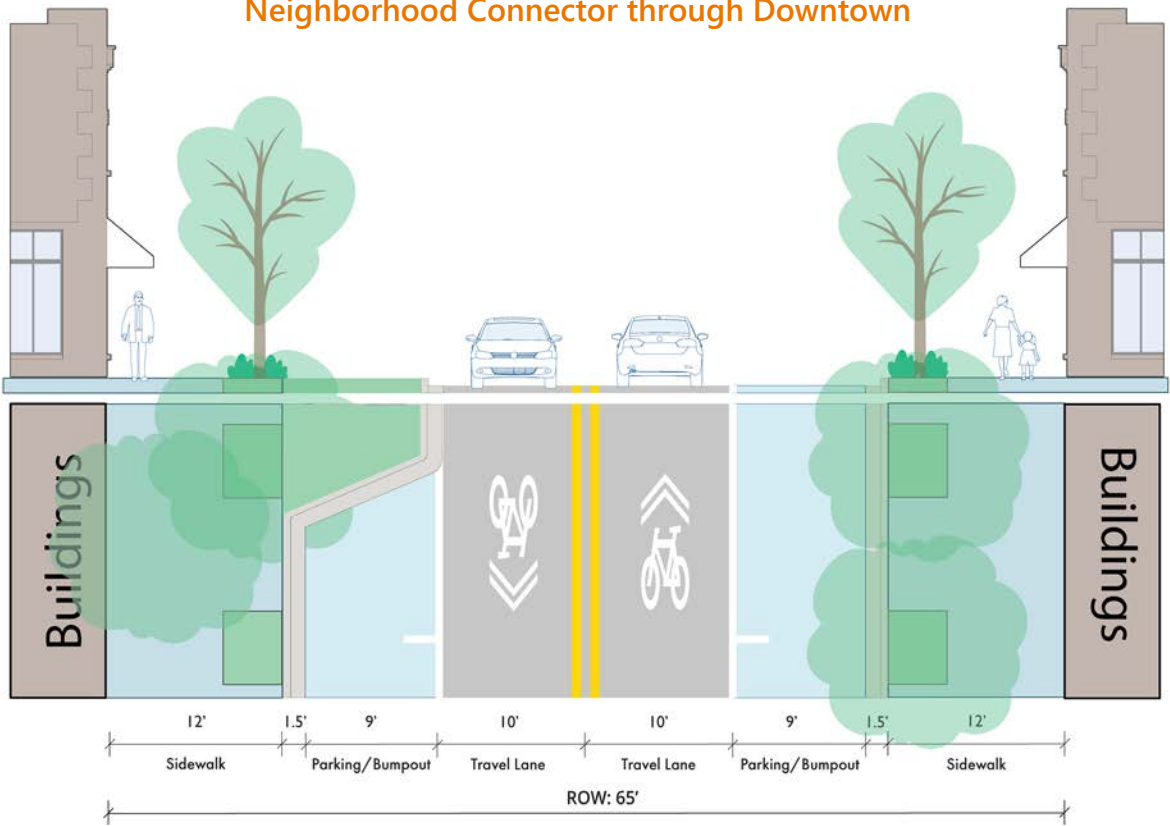 Neighborhood Connector through Downtown
Buildings
Buildings
12' 1.5' 9' 10' 10' 9' 1.5' 12'
Sidewalk Parking/Bumpout Travel Lane Travel Lane Parking/Bumpout Sidewalk
ROW: 65'